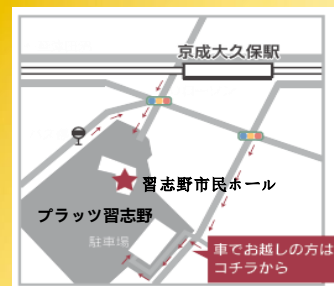 京成大久保駅
習志野市民ホール
プラッツ習志野
駐車場
車でお越しの方は
コチラから